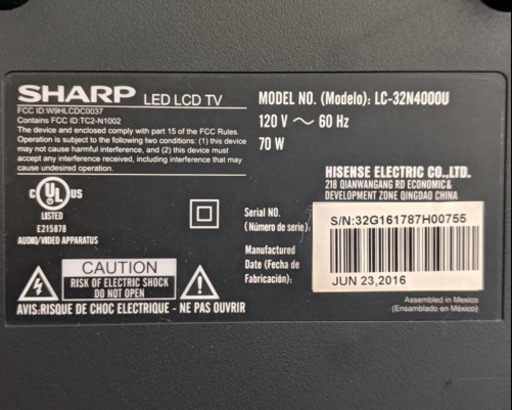 SHARP LED LCD TV
FCC ID:W9HLCDC0037
Contains FCC ID:TC2-N1002
The device and enclosed comply with part 15 of the FCC Rules.
Operation is subject to the following two conditions: (1) this device
may not cause harmful interference, and (2) this device must
accept any interference received, including interference that may
cause undesired operation.
C UL US
LISTED
E215878
AUDIO/VIDEO APPARATUS
CAUTION
RISK OF ELECTRIC SHOCK
DO NOT OPEN
AVIS:RISQUE DE CHOC ELECTRIQUE - NE PAS OUVRIR
MODEL NO. (Modelo): LC-32N4000U
120 V ~ 60 Hz
70 W
HISENSE ELECTRIC CO.,LTD.
218 QIANWANGANG RD ECONOMIC&
DEVELOPMENT ZONE QINGDAO CHINA
Serial NO.
(Número de serie):
S/N:32G161787H00755
Manufactured
Date (Fecha de
Fabricación):
JUN 23,2016
Assembled in Mexico
(Ensamblado en México)